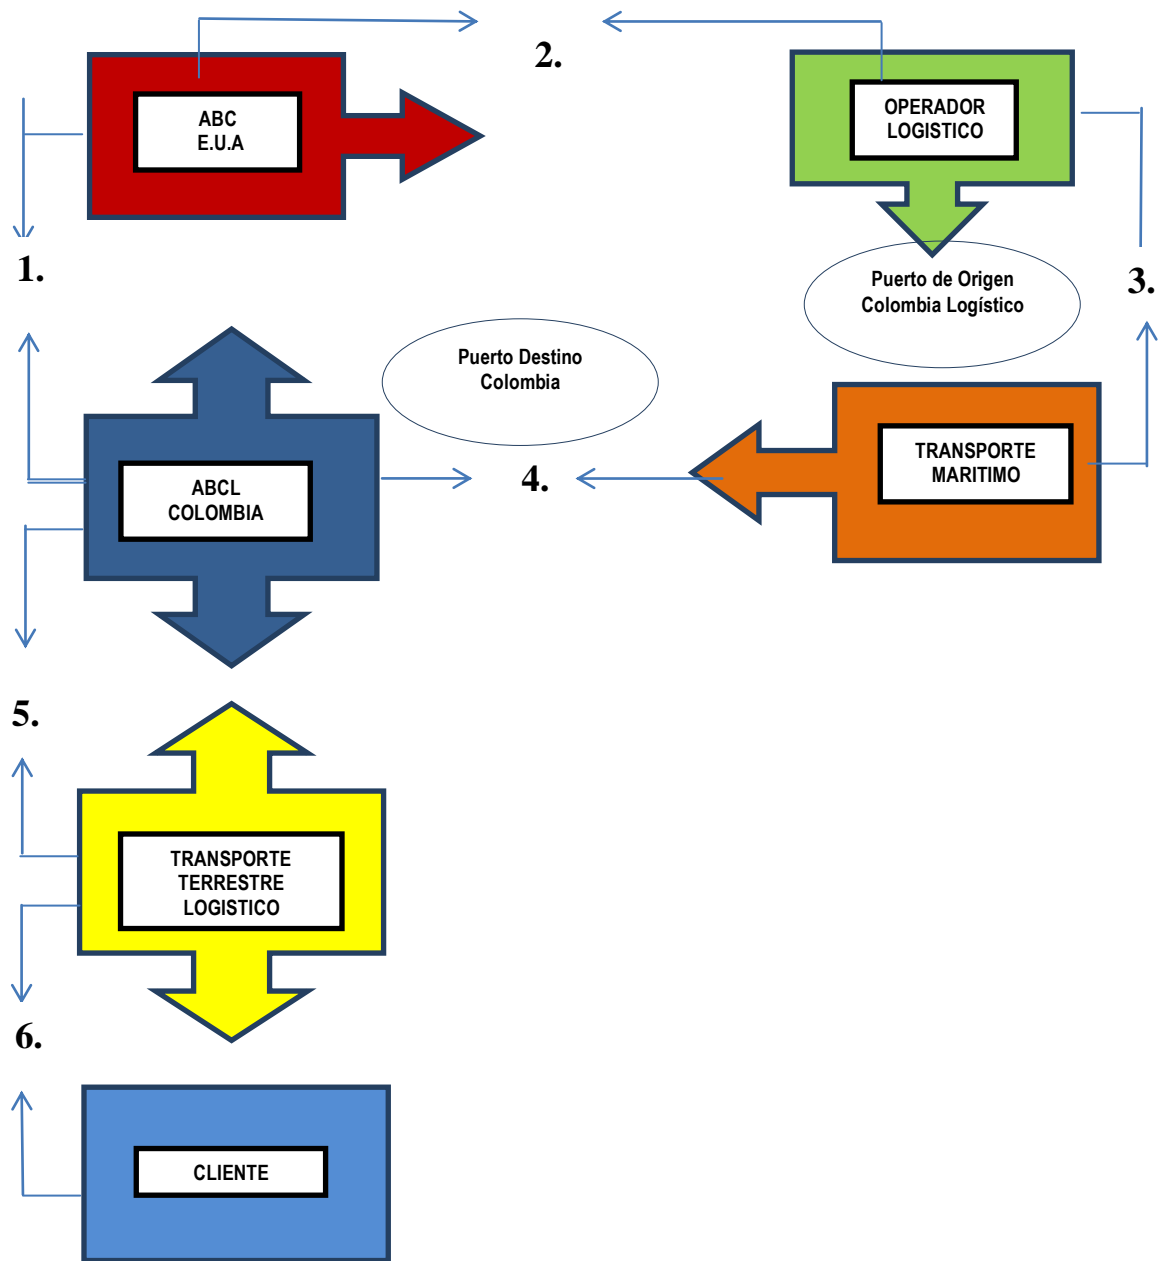 2.
ABC
E.U.A
OPERADOR
LOGISTICO
1.
Puerto de Origen
Colombia Logístico
3.
Puerto Destino
Colombia
TRANSPORTE
MARITIMO
ABCL
COLOMBIA
4.
5.
TRANSPORTE
TERRESTRE
LOGISTICO
6.
CLIENTE